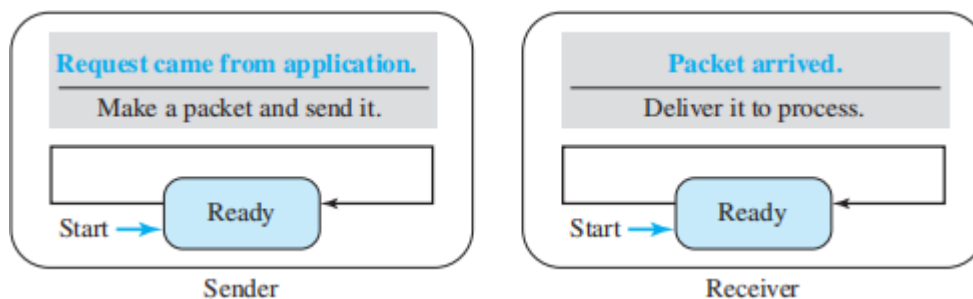 Request came from application.
Make a packet and send it.
Ready
Start
Sender
Packet arrived.
Deliver it to process.
Ready
Start
Receiver